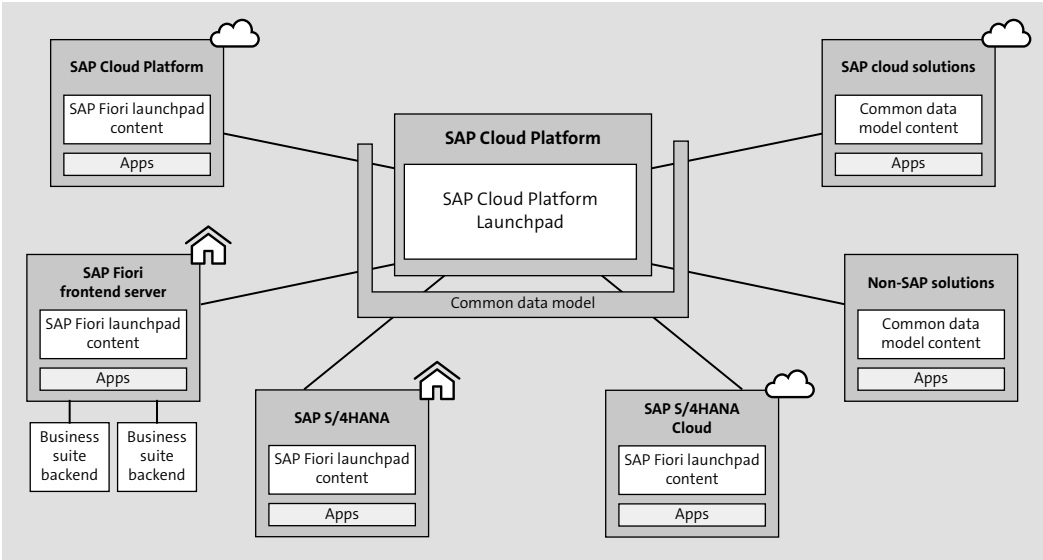 SAP Cloud Platform
SAP Fiori launchpad
content
Apps
SAP Cloud Platform
SAP Cloud Platform
Launchpad
Common data model
SAP cloud solutions
Common data
model content
Apps
SAP Fiori
frontend server
SAP Fiori launchpad
content
Apps
Business
suite
backend
Business
suite
backend
SAP S/4HANA
SAP Fiori launchpad
content
Apps
SAP S/4HANA
Cloud
SAP Fiori launchpad
content
Apps
Non-SAP solutions
Common data
model content
Apps